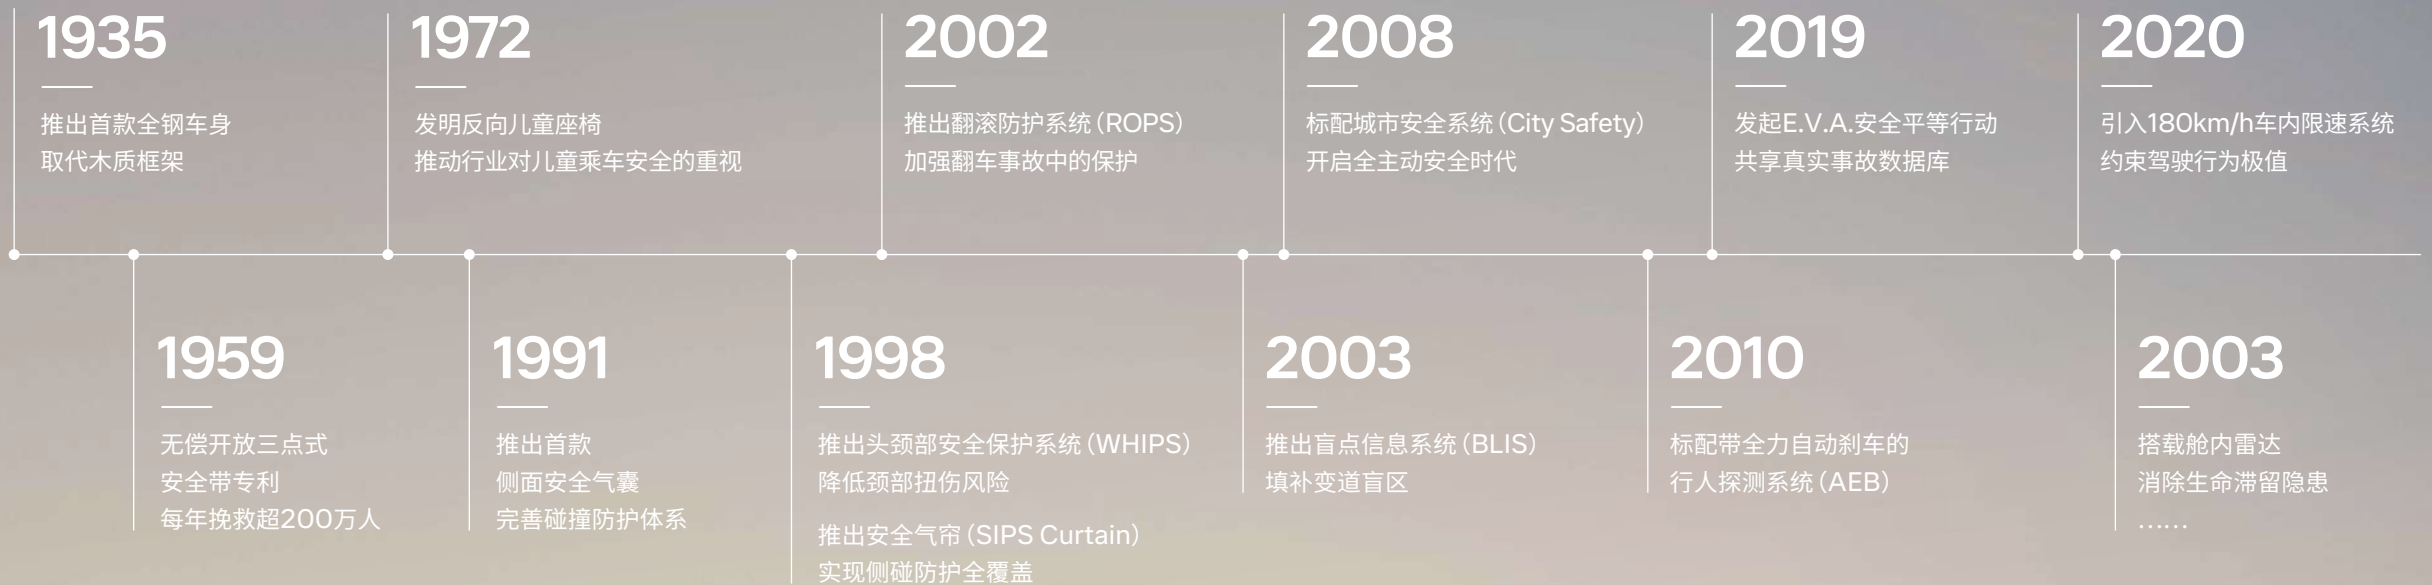 1935
推出首款全钢车身
取代木质框架
1959
无偿开放三点式
安全带专利
每年挽救超200万人
1972
发明反向儿童座椅
推动行业对儿童乘车安全的重视
1991
推出首款
侧面安全气囊
完善碰撞防护体系
1998
推出头颈部安全保护系统（WHIPS）
降低颈部扭伤风险
推出安全气帘（SIPS Curtain）
实现侧碰防护全覆盖
2002
推出翻滚防护系统（ROPS）
加强翻车事故中的保护
2003
推出盲点信息系统（BLIS）
填补变道盲区
2008
标配城市安全系统（City Safety）
开启全主动安全时代
2010
标配带全力自动刹车的
行人探测系统（AEB）
2019
发起E.V.A.安全平等行动
共享真实事故数据库
2020
引入180km/h车内限速系统
约束驾驶行为极值
2003
搭载舱内雷达
消除生命滞留隐患
……